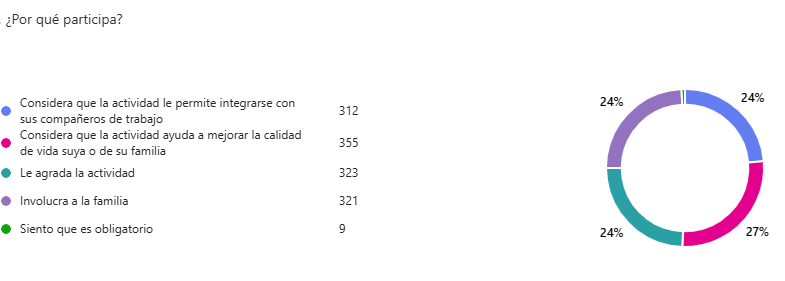 . ¿Por qué participa?
Considera que la actividad le permite integrarse con
sus compañeros de trabajo
312
Considera que la actividad ayuda a mejorar la calidad
de vida suya o de su familia
355
Le agrada la actividad
323
Involucra a la familia
321
Siento que es obligatorio
9
24%
24%
24%
27%